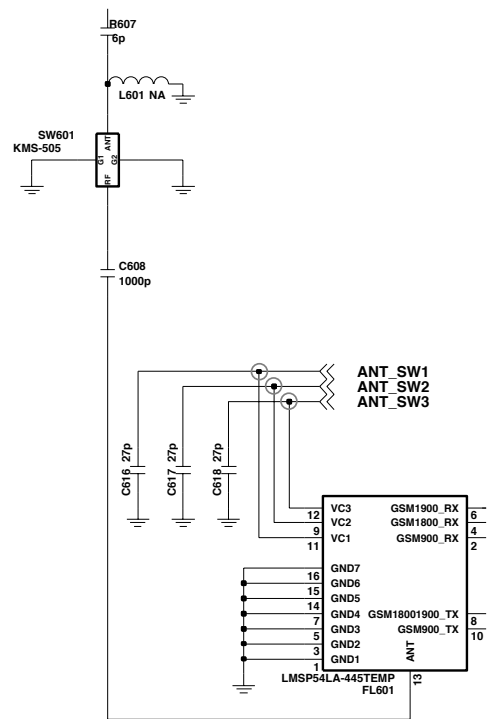 R607
6p
L601 NA
SW601
KMS-505
ANT
G1
G2
RF
C608
1000p
ANT_SW1
ANT_SW2
ANT_SW3
C616 27p
C617 27p
C618 27p
VC3
12
VC2
9
VC1
11
GND7
16
GND6
15
GND5
14
GND4
7
GND3
5
GND2
3
GND1
1
GSM1900_RX
6
GSM1800_RX
4
GSM900_RX
2
GSM18001900_TX
8
GSM900_TX
10
ANT
13
LMSP54LA-445TEMP
FL601